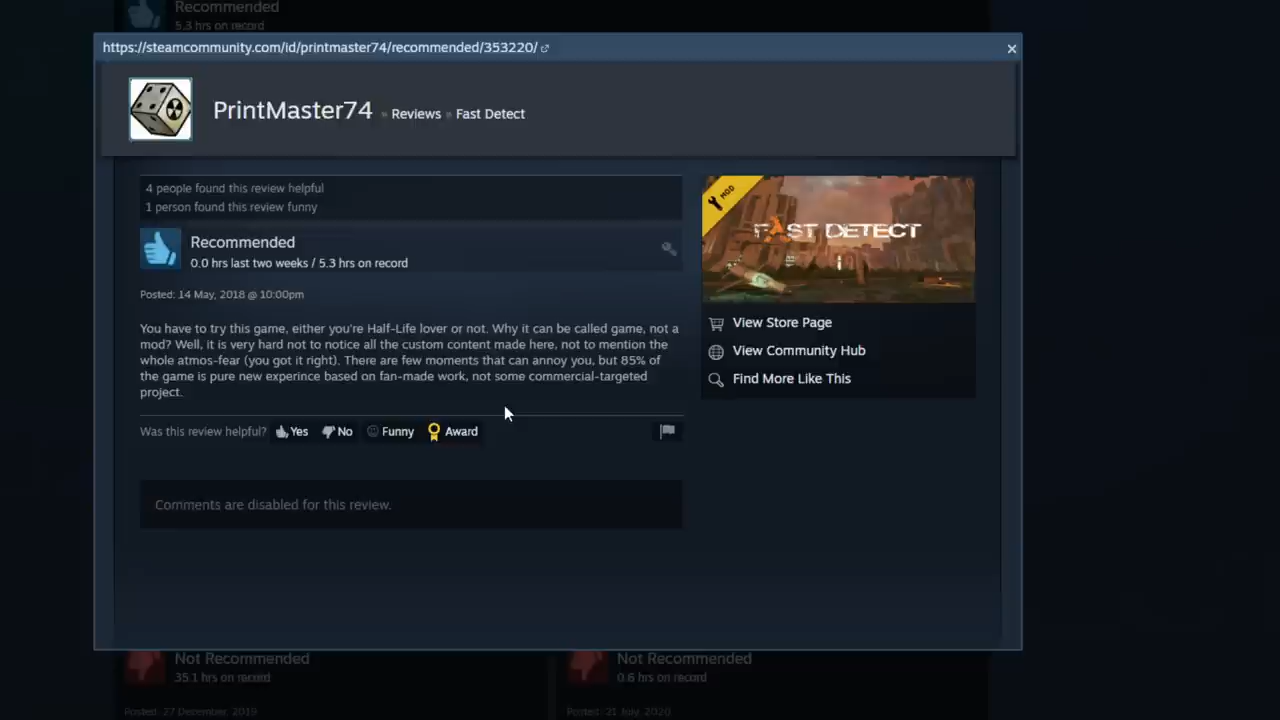 Recommended
5.3 hrs on record
https://steamcommunity.com/id/printmaster74/recommended/353220/
PrintMaster74 » Reviews » Fast Detect
4 people found this review helpful
1 person found this review funny
Recommended
0.0 hrs last two weeks / 5.3 hrs on record
Posted: 14 May, 2018 @ 10:00pm
You have to try this game, either you're Half-Life lover or not. Why it can be called game, not a
mod? Well, it is very hard not to notice all the custom content made here, not to mention the
whole atmos-fear (you got it right). There are few moments that can annoy you, but 85% of
the game is pure new experince based on fan-made work, not some commercial-targeted
project.
Was this review helpful? Yes No Funny Award
Comments are disabled for this review.
MOD
FAST DETECT
View Store Page
View Community Hub
Find More Like This
Not Recommended
35.1 hrs on record
Posted: 27 December, 2019
Not Recommended
0.6 hrs on record
Posted: 21 July, 2020